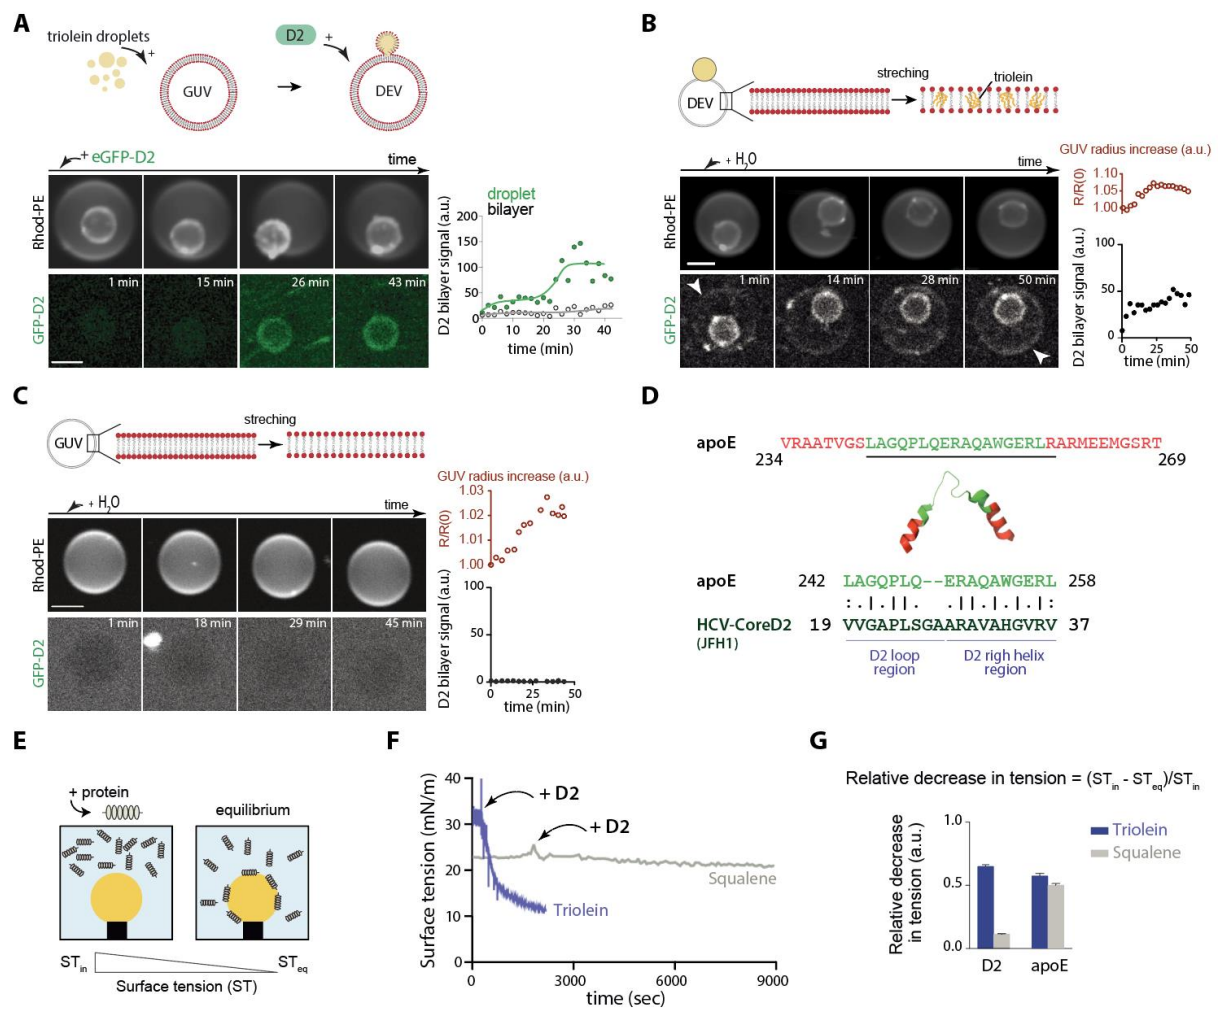 A
triolein droplets
+
GUV
D2
+
DEV
+ eGFP-D2
time
Rhod-PE
GFP-D2
1 min
15 min
26 min
43 min
droplet
bilayer
D2 bilayer signal (a.u.)
200
150
100
50
0
0 10 20 30 40
time (min)
B
DEV
streching
triolein
+ H2O
time
Rhod-PE
GFP-D2
1 min
14 min
28 min
50 min
GUV radius increase (a.u.)
R/R(0)
1.10
1.05
1.00
D2 bilayer signal (a.u.)
100
50
0
0 25 50
time (min)
C
GUV
streching
+ H2O
time
Rhod-PE
GFP-D2
1 min
18 min
29 min
45 min
GUV radius increase (a.u.)
R/R(0)
1.03
1.02
1.01
1.00
D2 bilayer signal (a.u.)
100
50
0
0 25 50
time (min)
D
apoE VRAATVGSLAGQPLQERAQAWGERLRARMEEMGSRT
234 269
apoE 242 LAGQPLQ--ERAQAWGERL 258
: . | . | | . . | | . | . | . | :
HCV-CoreD2 19 VVGAPLSGAARAVAHGVRV 37
(JFH1)
D2 loop region
D2 righ helix region
E
+ protein
equilibrium
STin
STeq
Surface tension (ST)
F
Surface tension (mN/m)
40
30
20
10
0
+ D2
+ D2
Squalene
Triolein
0 3000 6000 9000
time (sec)
G
Relative decrease in tension = (STin - STeq)/STin
Relative decrease
in tension (a.u.)
1.0
0.5
0.0
D2 apoE
Triolein
Squalene